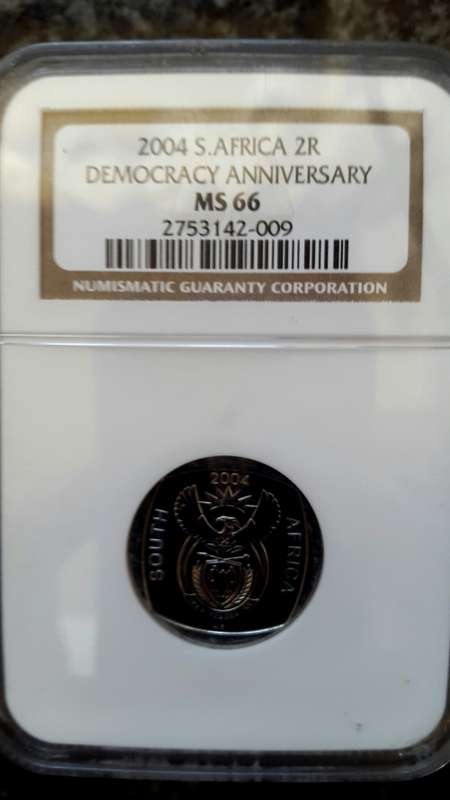 2004 S.AFRICA 2R
DEMOCRACY ANNIVERSARY
MS 66
2753142-009
NUMISMATIC GUARANTY CORPORATION
2004
SOUTH
AFRICA